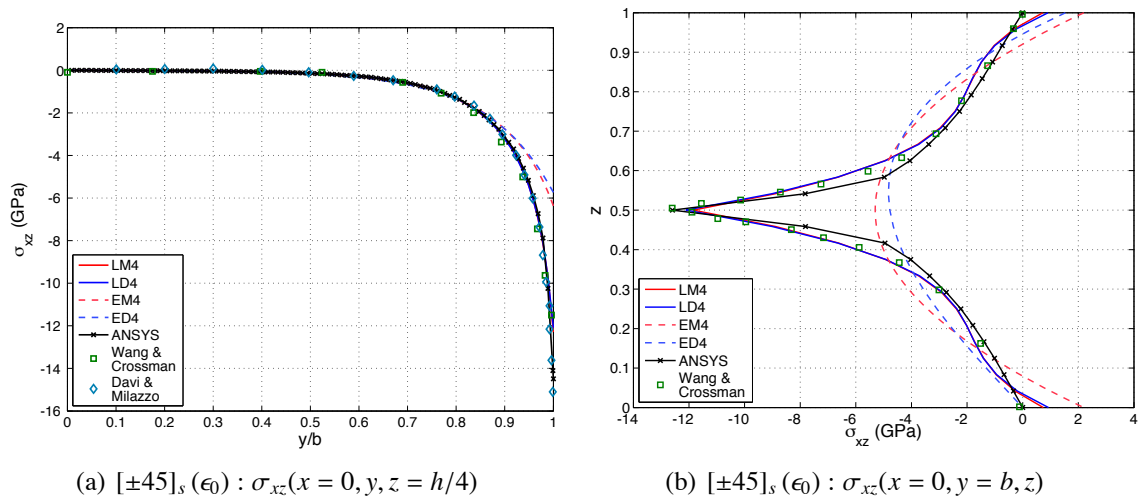 2
0
−2
−4
−6
−8
−10
−12
−14
−16
σxz (GPa)
0 0.1 0.2 0.3 0.4 0.5 0.6 0.7 0.8 0.9 1
y/b
LM4
LD4
EM4
ED4
ANSYS
Wang &
Crossman
Davi &
Milazzo
(a) [±45]s (ϵ0) : σxz(x = 0, y, z = h/4)
1
0.9
0.8
0.7
0.6
0.5
0.4
0.3
0.2
0.1
0
z
−14 −12 −10 −8 −6 −4 −2 0 2 4
σxz (GPa)
LM4
LD4
EM4
ED4
ANSYS
Wang &
Crossman
(b) [±45]s (ϵ0) : σxz(x = 0, y = b, z)